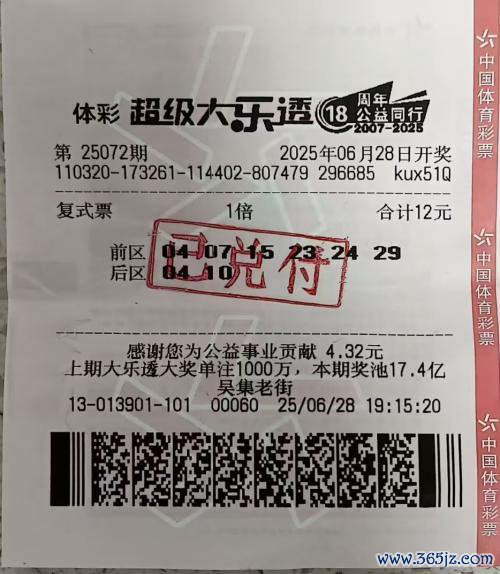 体彩 超级大乐透 18 周年 公益同行 2007-2025
第 25072期 2025年06月28日开奖
110320-173261-114402-807479 296685 kux51Q
复式票 1倍 合计12元
前区 04 07 15 23 24 29
后区 04 10
已兑付
感谢您为公益事业贡献 4.32元
上期大乐透大奖单注1000万，本期奖池17.4亿
吴集老街
13-013901-101 00060 25/06/28 19:15:20
中国体育彩票
中国体育彩票
中国体育彩票
www.365jz.com